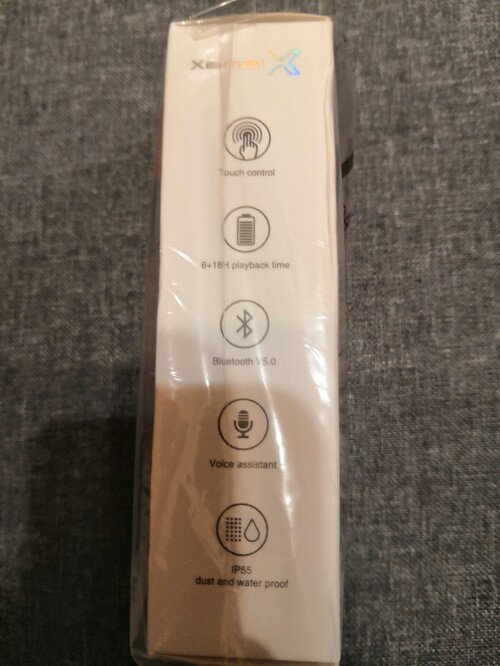 Touch control
6+18H playback time
Bluetooth V5.0
Voice assistant
IP55
dust and water proof